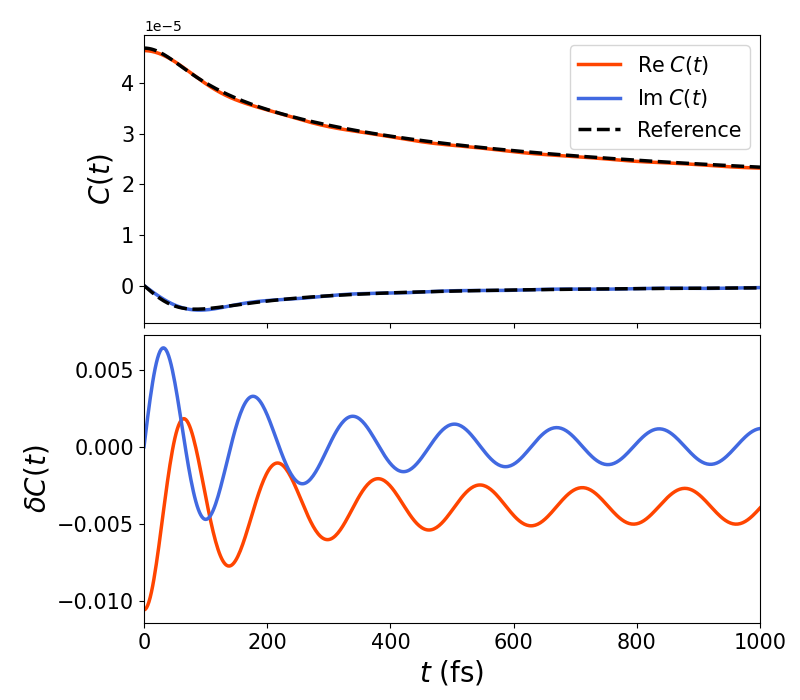 1e−5
4
3
2
1
0
C(t)
Re C(t)
Im C(t)
Reference
0.005
0.000
−0.005
−0.010
δC(t)
0 200 400 600 800 1000
t (fs)